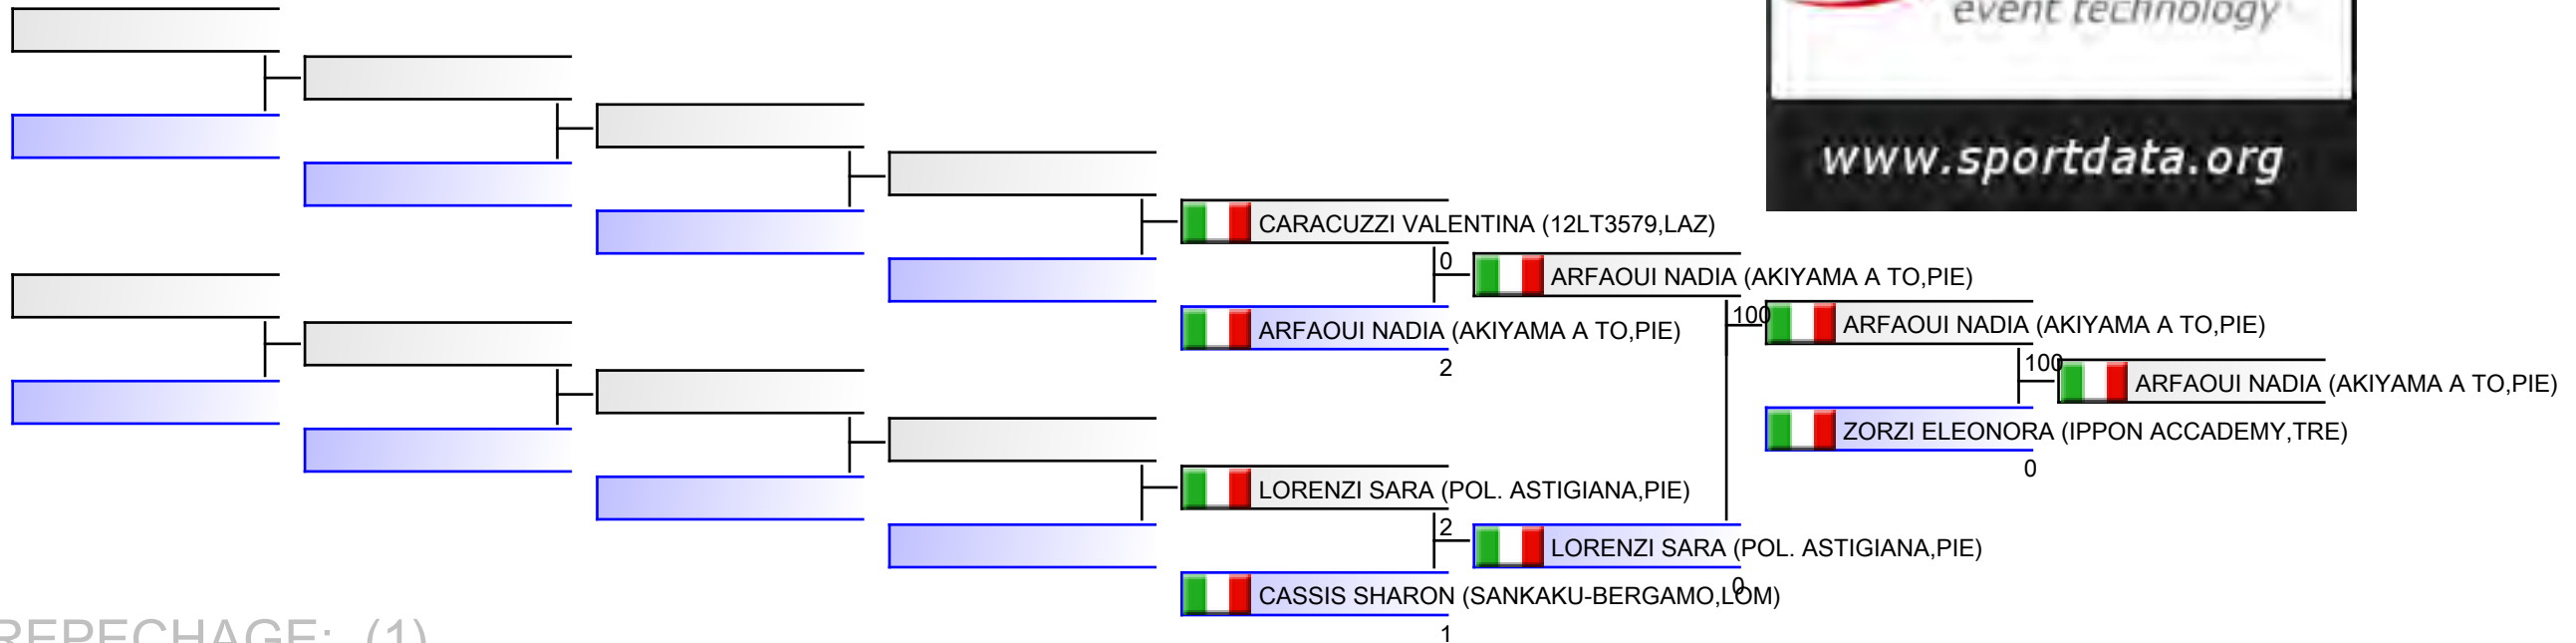 event technology
www.sportdata.org
CARACUZZI VALENTINA (12LT3579,LAZ)
0
ARFAOUI NADIA (AKIYAMA A TO,PIE)
ARFAOUI NADIA (AKIYAMA A TO,PIE)
2
100
ARFAOUI NADIA (AKIYAMA A TO,PIE)
100
ARFAOUI NADIA (AKIYAMA A TO,PIE)
ZORZI ELEONORA (IPPON ACCADEMY,TRE)
0
LORENZI SARA (POL. ASTIGIANA,PIE)
2
LORENZI SARA (POL. ASTIGIANA,PIE)
0
CASSIS SHARON (SANKAKU-BERGAMO,LOM)
1
REPECHAGE: (1)